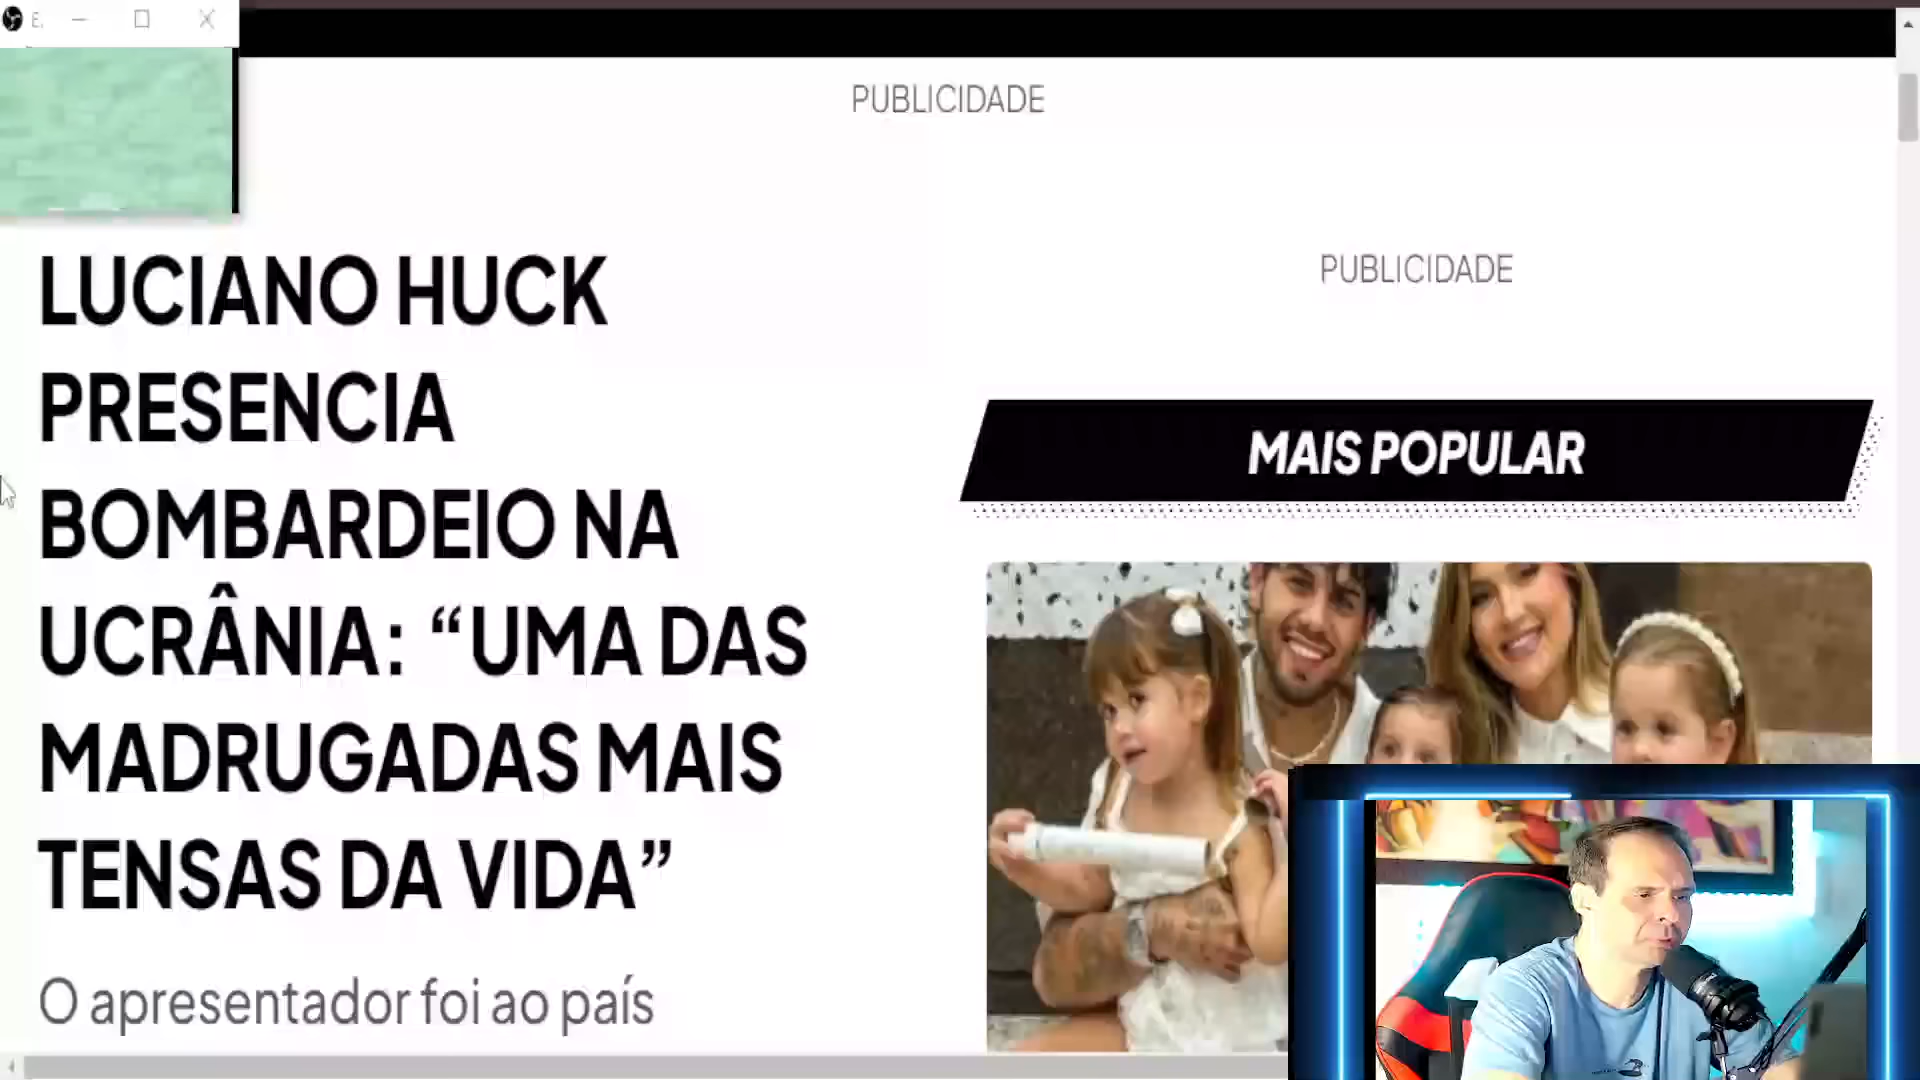 E.
PUBLICIDADE
PUBLICIDADE
LUCIANO HUCK
PRESENCIA
BOMBARDEIO NA
UCRÂNIA: “UMA DAS
MADRUGADAS MAIS
TENSAS DA VIDA”
O apresentador foi ao país
MAIS POPULAR